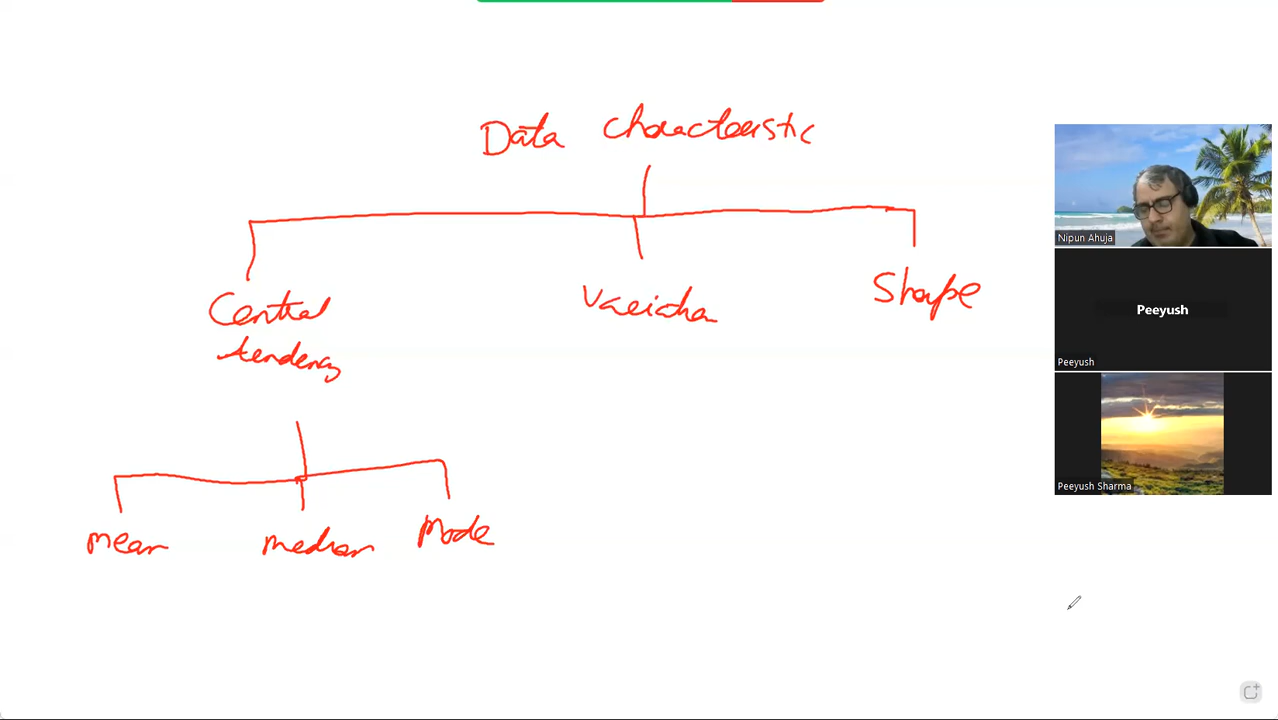 Data characteristic
Central
tendency
Variation
Shape
Mean
median
Mode
Nipun Ahuja
Peeyush
Peeyush
Peeyush Sharma